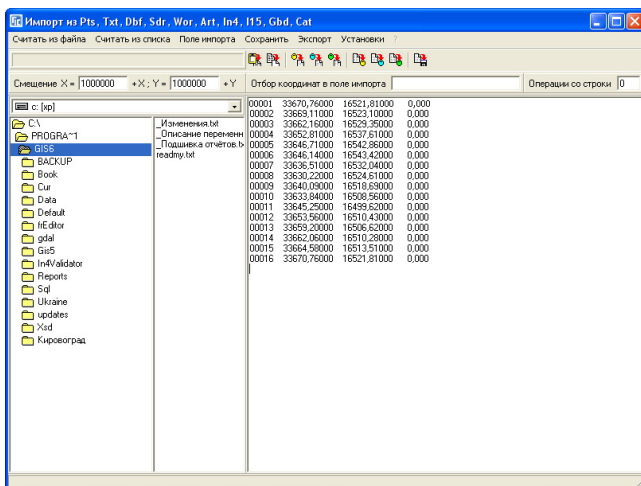 Импорт из Pts, Txt, Dbf, Sdr, Wor, Art, In4, I15, Gbd, Cat
Считать из файла Считать из списка Поле импорта Сохранить Экспорт Установки ?
Смещение X = 1000000 +X ; Y = 1000000 +Y Отбор координат в поле импорта Операции со строки 0
c: [xp]
C:\
PROGRA~1
GIS6
BACKUP
Book
Cur
Data
Default
frEditor
gdal
Gis5
In4Validator
Reports
Sql
Ukraine
updates
Xsd
Кировоград
_Изменения.txt
_Описание переменн
_Подшивка отчётов.tx
readmy.txt
00001 33670,76000 16521,81000 0,000
00002 33669,11000 16523,10000 0,000
00003 33662,16000 16529,35000 0,000
00004 33652,81000 16537,61000 0,000
00005 33646,71000 16542,86000 0,000
00006 33646,14000 16543,42000 0,000
00007 33636,51000 16532,04000 0,000
00008 33630,22000 16524,61000 0,000
00009 33640,09000 16518,69000 0,000
00010 33633,84000 16508,56000 0,000
00011 33645,25000 16499,62000 0,000
00012 33653,56000 16510,43000 0,000
00013 33659,20000 16506,62000 0,000
00014 33662,06000 16510,28000 0,000
00015 33664,58000 16513,51000 0,000
00016 33670,76000 16521,81000 0,000